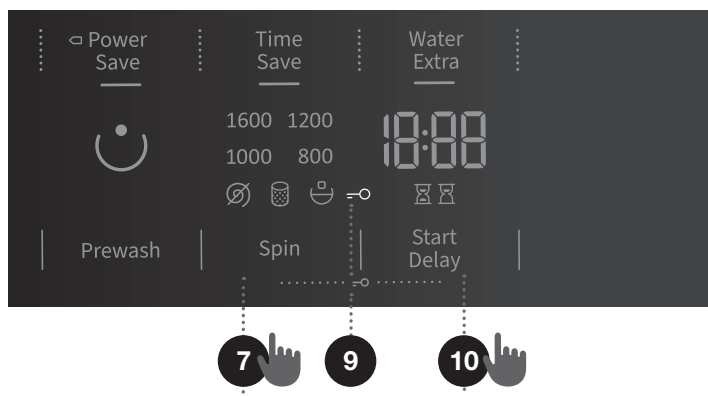 Power
Save
Time
Save
Water
Extra
1600 1200
1000 800
18:88
Prewash
Spin
Start
Delay
7
9
10